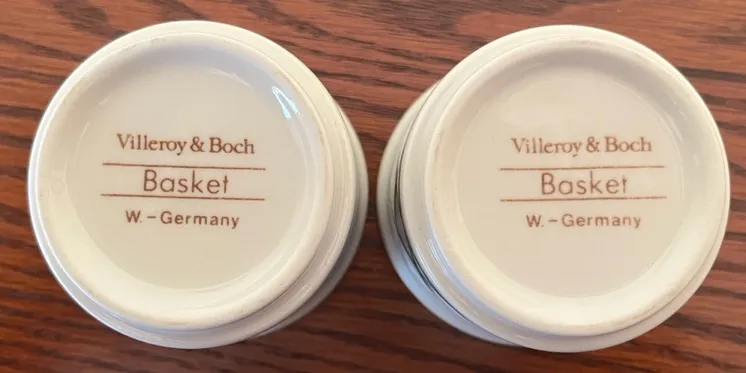 Villeroy & Boch
Basket
W.-Germany
Villeroy & Boch
Basket
W.-Germany